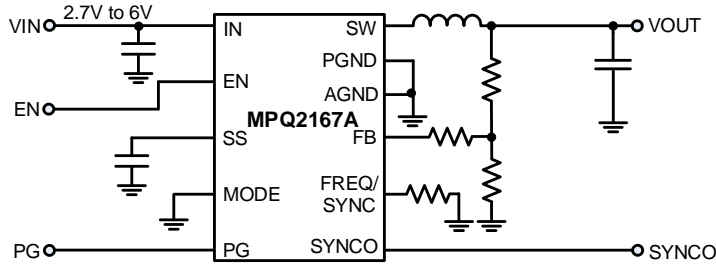 VIN
2.7V to 6V
IN
SW
VOUT
PGND
EN
EN
AGND
MPQ2167A
SS
FB
MODE
FREQ/
SYNC
PG
PG
SYNCO
SYNCO